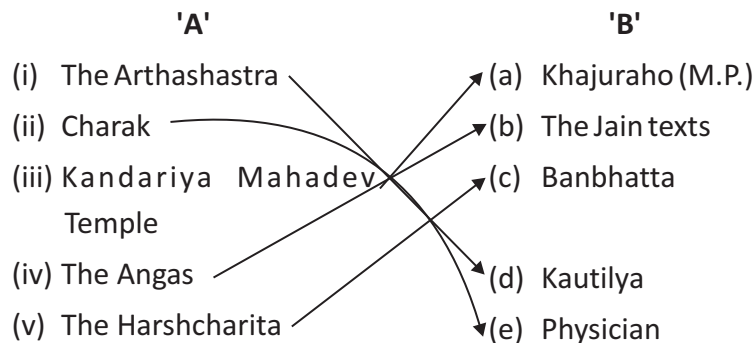 'A' 'B'
(i) The Arthashastra (a) Khajuraho (M.P.)
(ii) Charak (b) The Jain texts
(iii) Kandariya Mahadev (c) Banbhatta
Temple
(iv) The Angas (d) Kautilya
(v) The Harshcharita (e) Physician